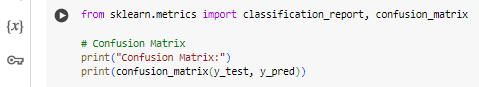 from sklearn.metrics import classification_report, confusion_matrix
{x}
# Confusion Matrix
print("Confusion Matrix:")
print(confusion_matrix(y_test, y_pred))